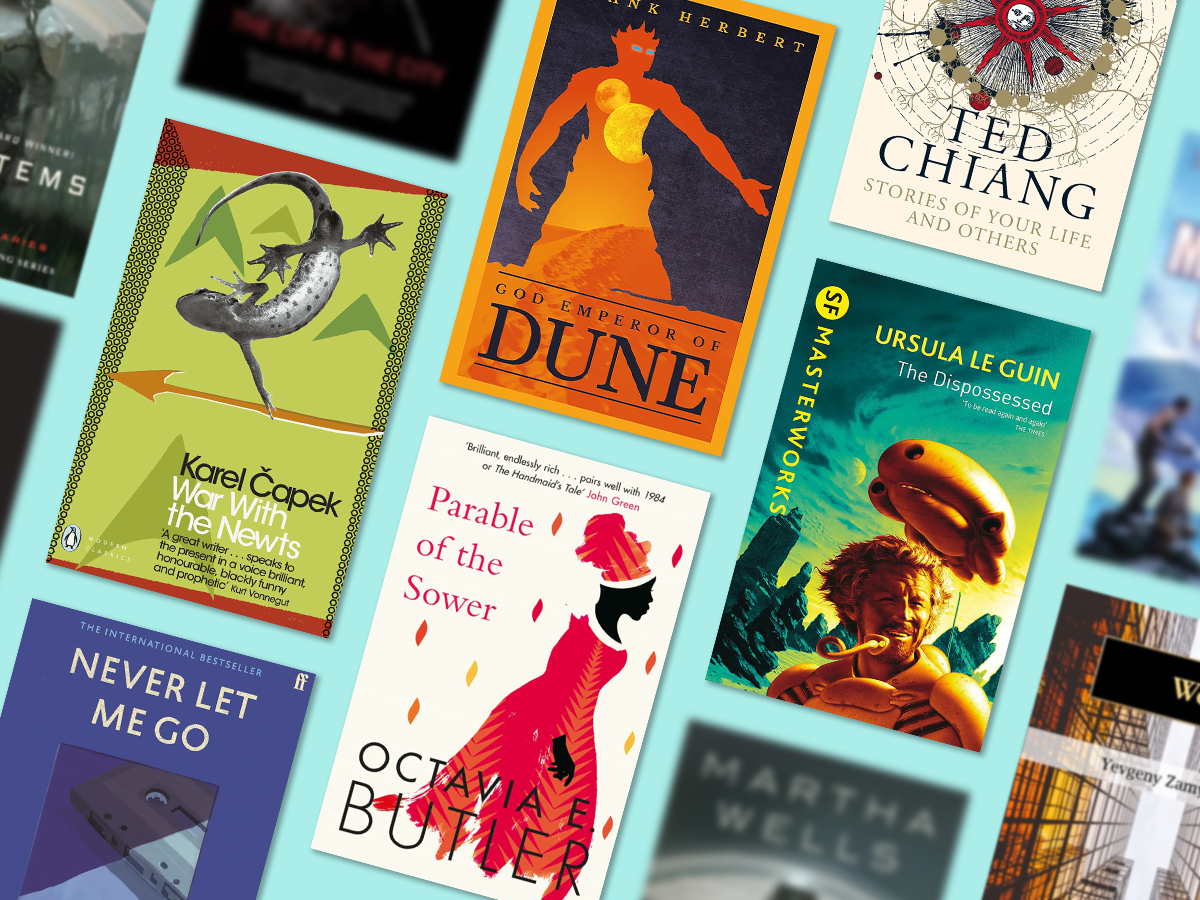 THE CITY & THE CITY
ARD WINNER!
TEMS
ARIES
NG SERIES
NK HERBERT
GOD EMPEROR OF
DUNE
TED
CHIANG
STORIES OF YOUR LIFE
AND OTHERS
Karel Čapek
War With
the Newts
'A great writer . . . speaks to
the present in a voice brilliant,
honourable, blackly funny
and prophetic' Kurt Vonnegut
MODERN
CLASSICS
SF MASTERWORKS
URSULA LE GUIN
The Dispossessed
'To be read again and again'
THE TIMES
'Brilliant, endlessly rich . . . pairs well with 1984
or The Handmaid's Tale' John Green
Parable
of the
Sower
OCTAVIA E.
BUTLER
THE INTERNATIONAL BESTSELLER
ff
NEVER LET
ME GO
MARTHA
WELLS
W
Yevgeny Zamy